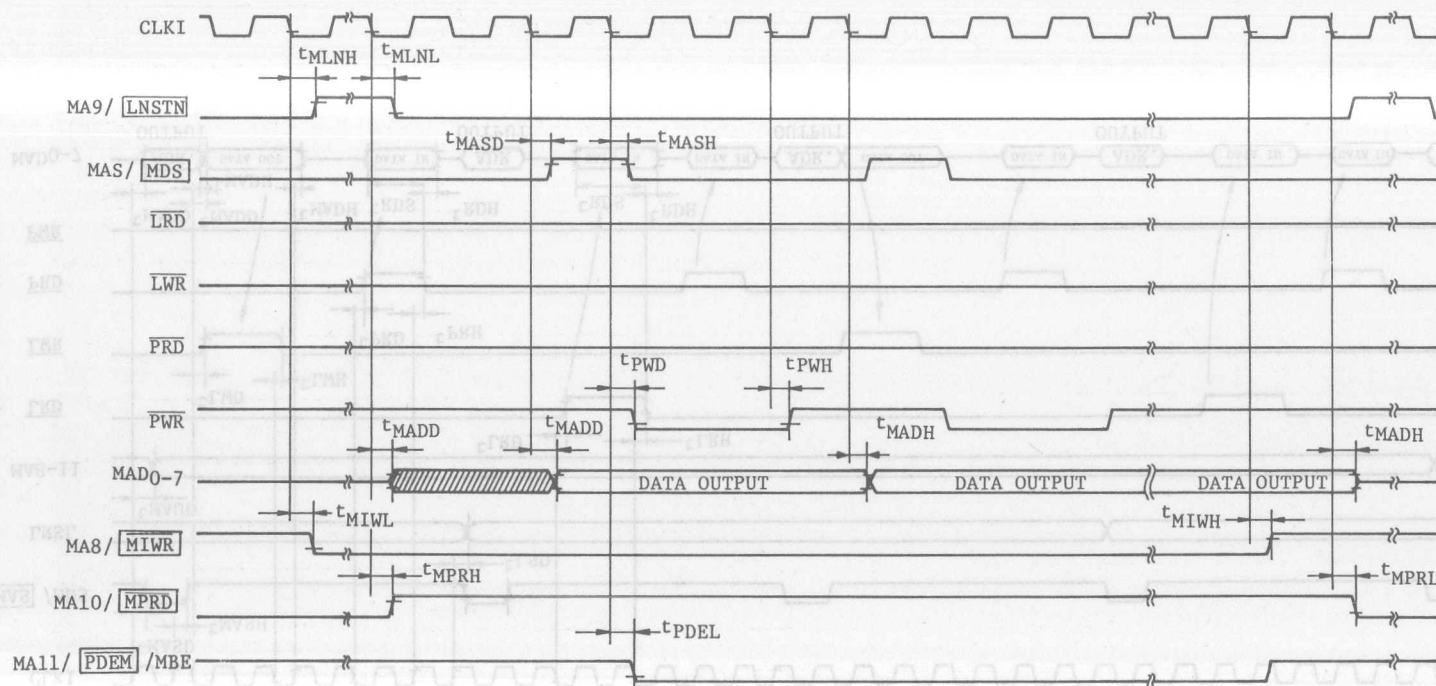 CLKI
tMLNH tMLNL
MA9/ LNSTN
tMASD tMASH
MAS/ MDS
LRD
LWR
PRD
tPWD tPWH
PWR
tMADD tMADD tMADH tMADH
MAD0-7 DATA OUTPUT DATA OUTPUT DATA OUTPUT
tMIWL tMIWH
MA8/ MIWR
tMPRH tMPRL
MA10/ MPRD
tPDEL
MA11/ PDEM /MBE